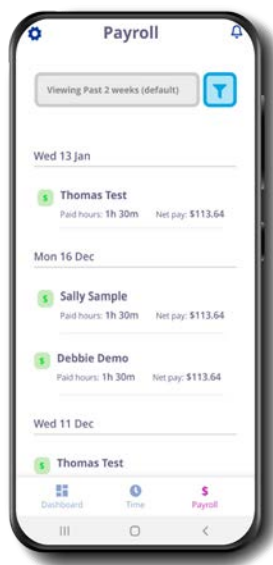 Payroll
Viewing Past 2 weeks (default)
Wed 13 Jan
$ Thomas Test
Paid hours: 1h 30m Net pay: $113.64
Mon 16 Dec
$ Sally Sample
Paid hours: 1h 30m Net pay: $113.64
$ Debbie Demo
Paid hours: 1h 30m Net pay: $113.64
Wed 11 Dec
$ Thomas Test
$
Dashboard Time Payroll